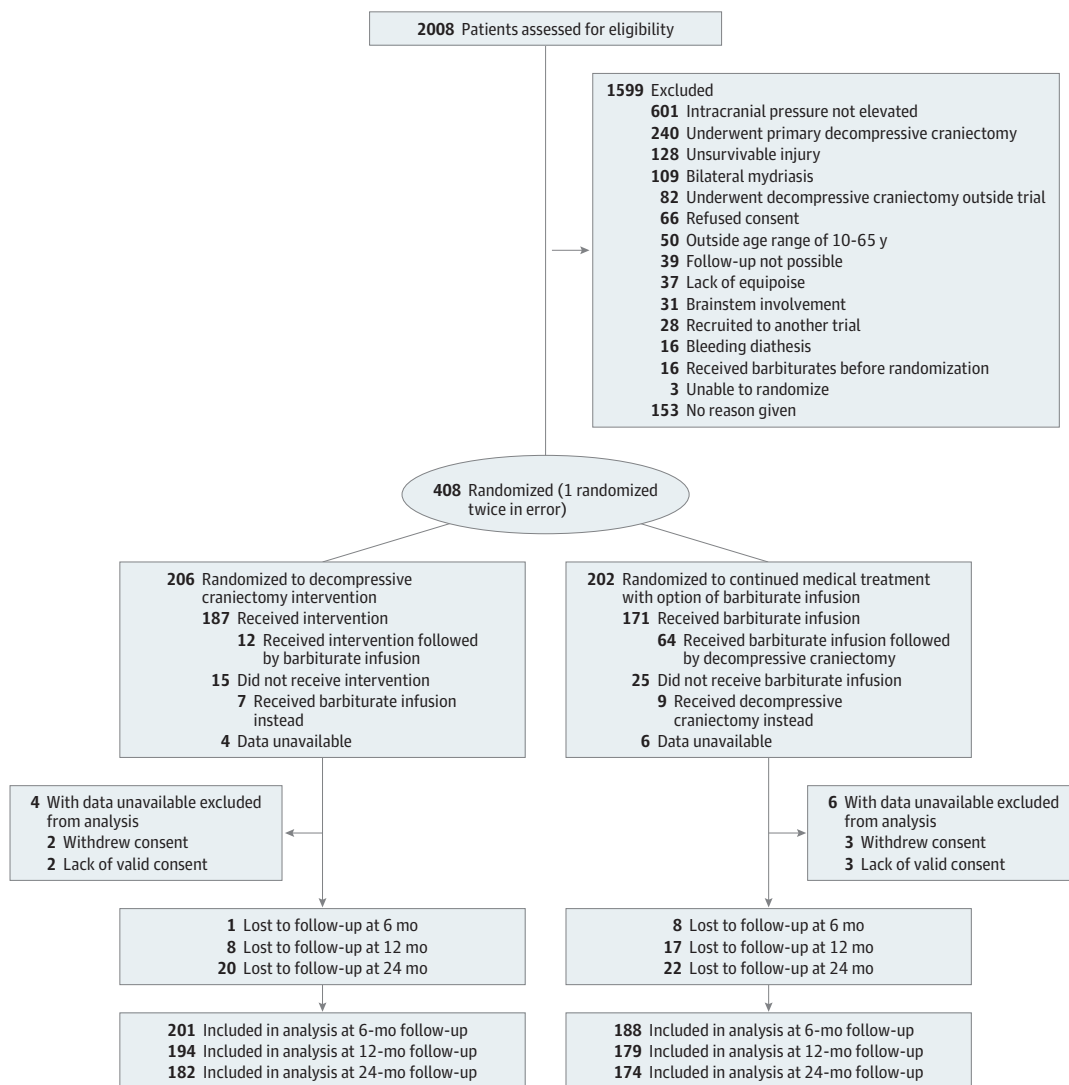 2008 Patients assessed for eligibility
1599 Excluded
601 Intracranial pressure not elevated
240 Underwent primary decompressive craniectomy
128 Unsurvivable injury
109 Bilateral mydriasis
82 Underwent decompressive craniectomy outside trial
66 Refused consent
50 Outside age range of 10-65 y
39 Follow-up not possible
37 Lack of equipoise
31 Brainstem involvement
28 Recruited to another trial
16 Bleeding diathesis
16 Received barbiturates before randomization
3 Unable to randomize
153 No reason given
408 Randomized (1 randomized
twice in error)
206 Randomized to decompressive
craniectomy intervention
187 Received intervention
12 Received intervention followed
by barbiturate infusion
15 Did not receive intervention
7 Received barbiturate infusion
instead
4 Data unavailable
202 Randomized to continued medical treatment
with option of barbiturate infusion
171 Received barbiturate infusion
64 Received barbiturate infusion followed
by decompressive craniectomy
25 Did not receive barbiturate infusion
9 Received decompressive
craniectomy instead
6 Data unavailable
4 With data unavailable excluded
from analysis
2 Withdrew consent
2 Lack of valid consent
6 With data unavailable excluded
from analysis
3 Withdrew consent
3 Lack of valid consent
1 Lost to follow-up at 6 mo
8 Lost to follow-up at 12 mo
20 Lost to follow-up at 24 mo
8 Lost to follow-up at 6 mo
17 Lost to follow-up at 12 mo
22 Lost to follow-up at 24 mo
201 Included in analysis at 6-mo follow-up
194 Included in analysis at 12-mo follow-up
182 Included in analysis at 24-mo follow-up
188 Included in analysis at 6-mo follow-up
179 Included in analysis at 12-mo follow-up
174 Included in analysis at 24-mo follow-up